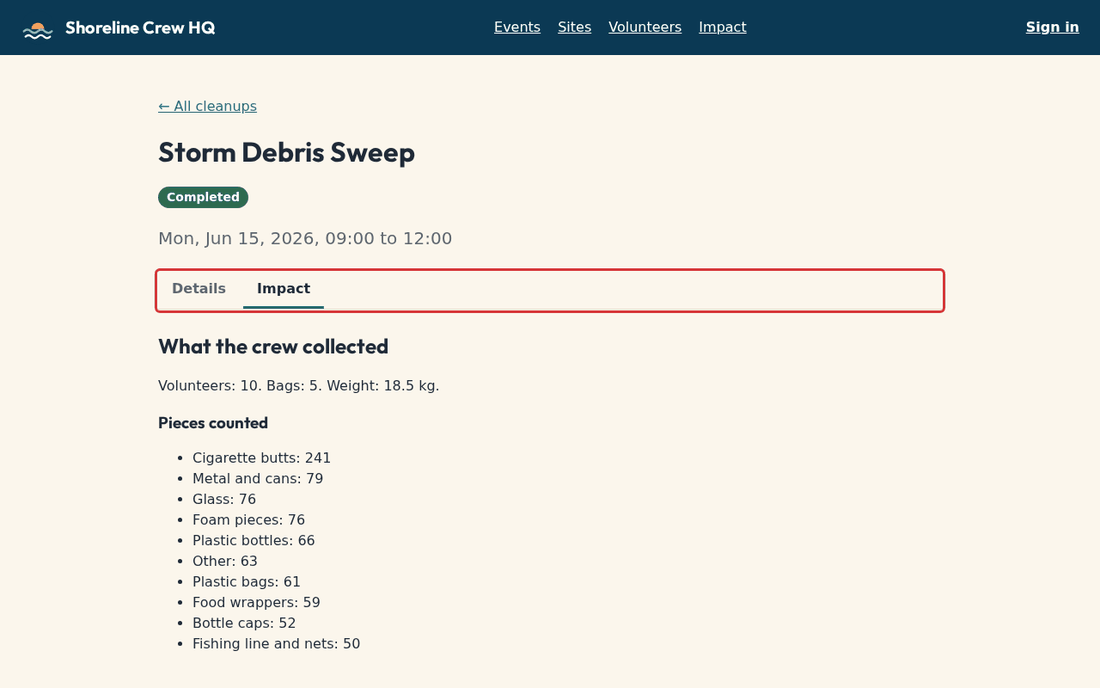 Shoreline Crew HQ
Events Sites Volunteers Impact
Sign in
← All cleanups
Storm Debris Sweep
Completed
Mon, Jun 15, 2026, 09:00 to 12:00
Details Impact
What the crew collected
Volunteers: 10. Bags: 5. Weight: 18.5 kg.
Pieces counted
• Cigarette butts: 241
• Metal and cans: 79
• Glass: 76
• Foam pieces: 76
• Plastic bottles: 66
• Other: 63
• Plastic bags: 61
• Food wrappers: 59
• Bottle caps: 52
• Fishing line and nets: 50